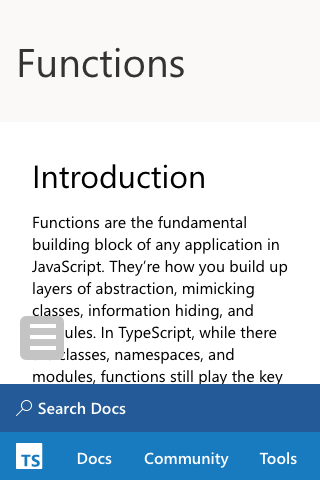 Functions
Introduction
Functions are the fundamental
building block of any application in
JavaScript. They’re how you build up
layers of abstraction, mimicking
classes, information hiding, and
ules. In TypeScript, while there
classes, namespaces, and
modules, functions still play the key
Search Docs
TS Docs Community Tools